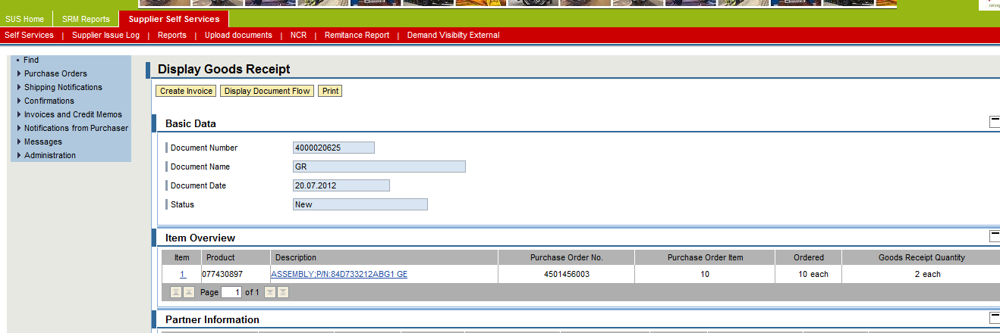 SUS Home SRM Reports Supplier Self Services
Self Services | Supplier Issue Log | Reports | Upload documents | NCR | Remitance Report | Demand Visibilty External
Find
Purchase Orders
Shipping Notifications
Confirmations
Invoices and Credit Memos
Notifications from Purchaser
Messages
Administration
Display Goods Receipt
Create Invoice Display Document Flow Print
Basic Data
Document Number 4000020625
Document Name GR
Document Date 20.07.2012
Status New
Item Overview
Item Product Description Purchase Order No. Purchase Order Item Ordered Goods Receipt Quantity
1 077430897 ASSEMBLY;P/N:84D733212ABG1 GE 4501456003 10 10 each 2 each
Page 1 of 1
Partner Information